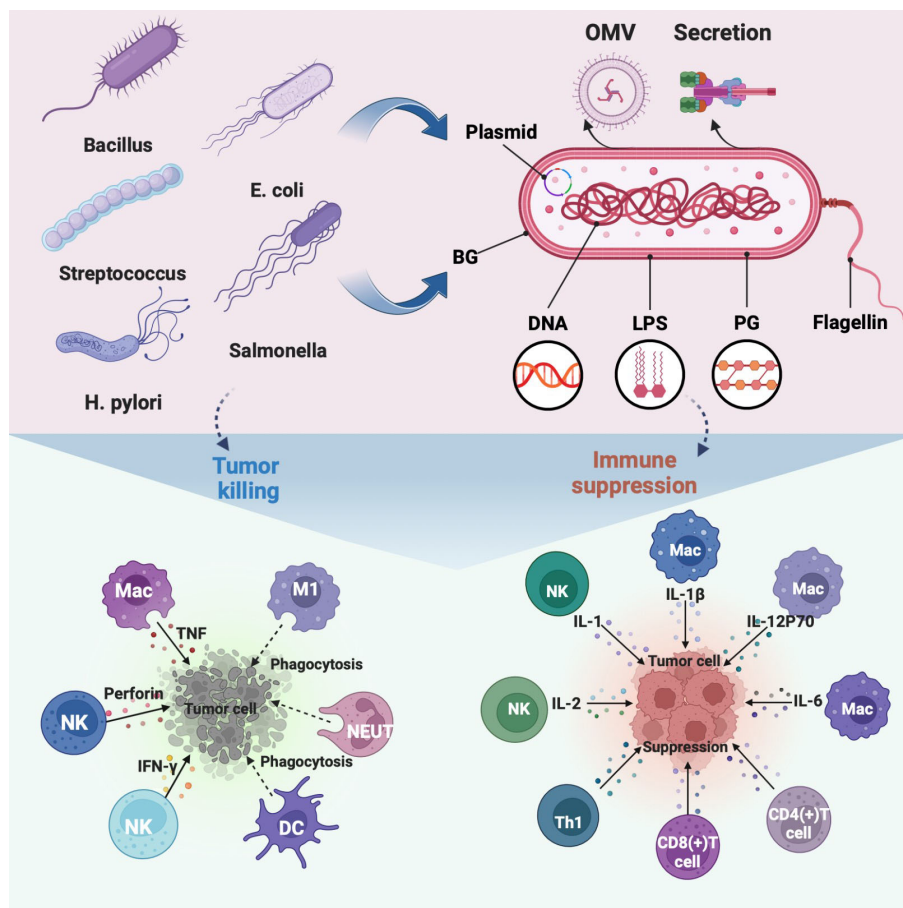 OMV
Secretion
Plasmid
Bacillus
E. coli
BG
Streptococcus
DNA
LPS
PG
Flagellin
Salmonella
H. pylori
Tumor
killing
Immune
suppression
Mac
M1
TNF
Phagocytosis
Perforin
NK
Tumor cell
NEUT
IFN-γ
Phagocytosis
NK
DC
Mac
NK
IL-1β
Mac
IL-1
IL-12P70
Tumor cell
NK
IL-2
IL-6
Mac
Suppression
Th1
CD8(+)T
cell
CD4(+)T
cell